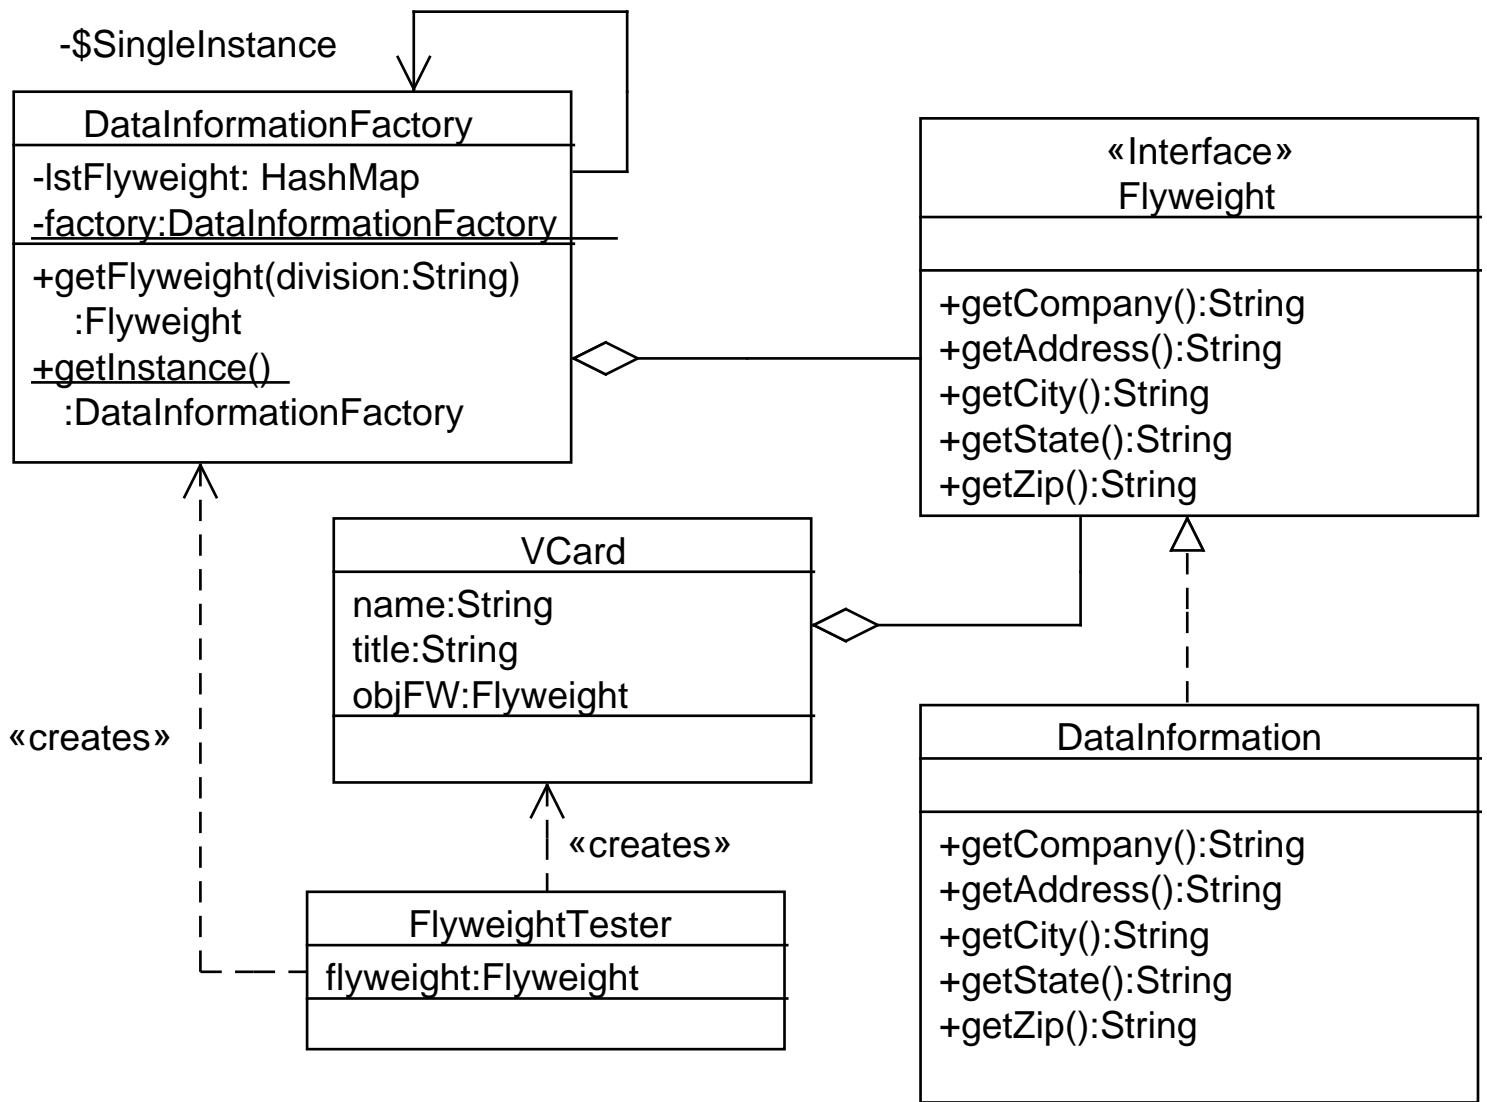 -$SingleInstance
DataInformationFactory
-lstFlyweight: HashMap
-factory:DataInformationFactory
+getFlyweight(division:String)
:Flyweight
+getInstance()
:DataInformationFactory
«Interface»
Flyweight
+getCompany():String
+getAddress():String
+getCity():String
+getState():String
+getZip():String
VCard
name:String
title:String
objFW:Flyweight
«creates»
«creates»
FlyweightTester
flyweight:Flyweight
DataInformation
+getCompany():String
+getAddress():String
+getCity():String
+getState():String
+getZip():String